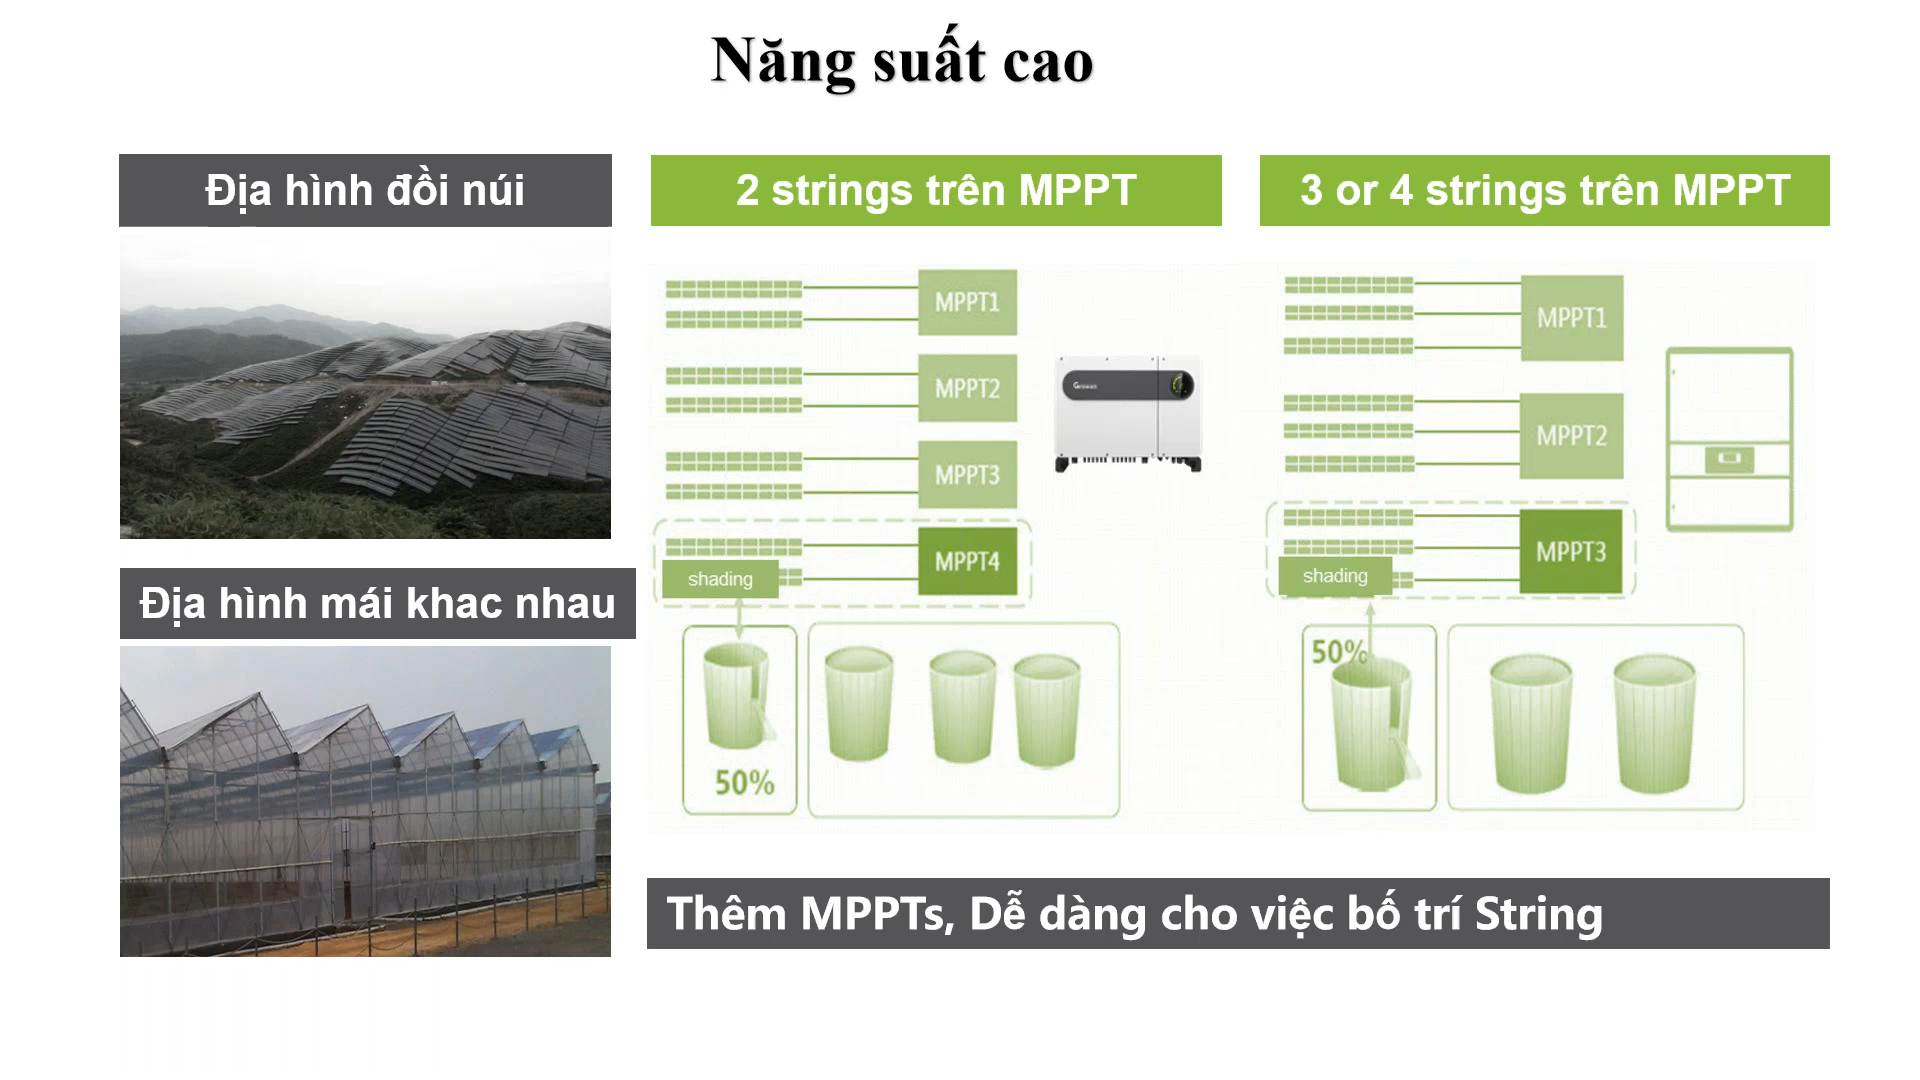 Năng suất cao
Địa hình đồi núi
2 strings trên MPPT
3 or 4 strings trên MPPT
MPPT1
MPPT2
MPPT3
MPPT4
shading
50%
Growatt
MPPT1
MPPT2
MPPT3
shading
50%
Địa hình mái khac nhau
Thêm MPPTs, Dễ dàng cho việc bố trí String